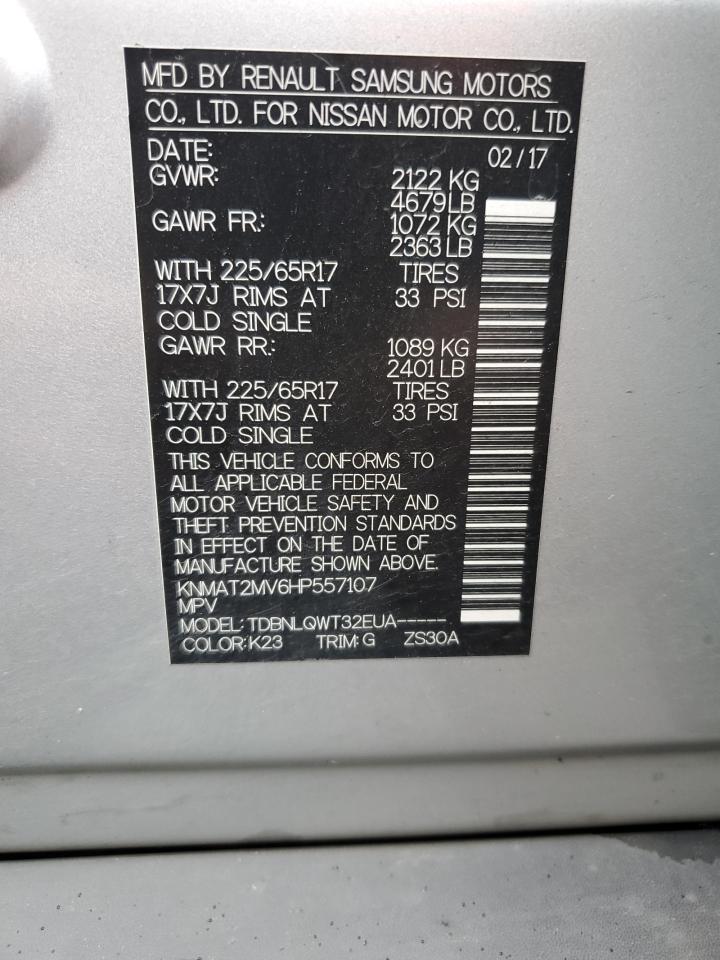 MFD BY RENAULT SAMSUNG MOTORS
CO., LTD. FOR NISSAN MOTOR CO., LTD.
DATE: 02/17
GVWR: 2122 KG
4679LB
GAWR FR.: 1072 KG
2363 LB
WITH 225/65R17 TIRES
17X7J RIMS AT 33 PSI
COLD SINGLE
GAWR RR.: 1089 KG
2401 LB
WITH 225/65R17 TIRES
17X7J RIMS AT 33 PSI
COLD SINGLE
THIS VEHICLE CONFORMS TO
ALL APPLICABLE FEDERAL
MOTOR VEHICLE SAFETY AND
THEFT PREVENTION STANDARDS
IN EFFECT ON THE DATE OF
MANUFACTURE SHOWN ABOVE.
KNMAT2MV6HP557107
MPV
MODEL: TDBNLQWT32EUA-----
COLOR:K23 TRIM: G ZS30A